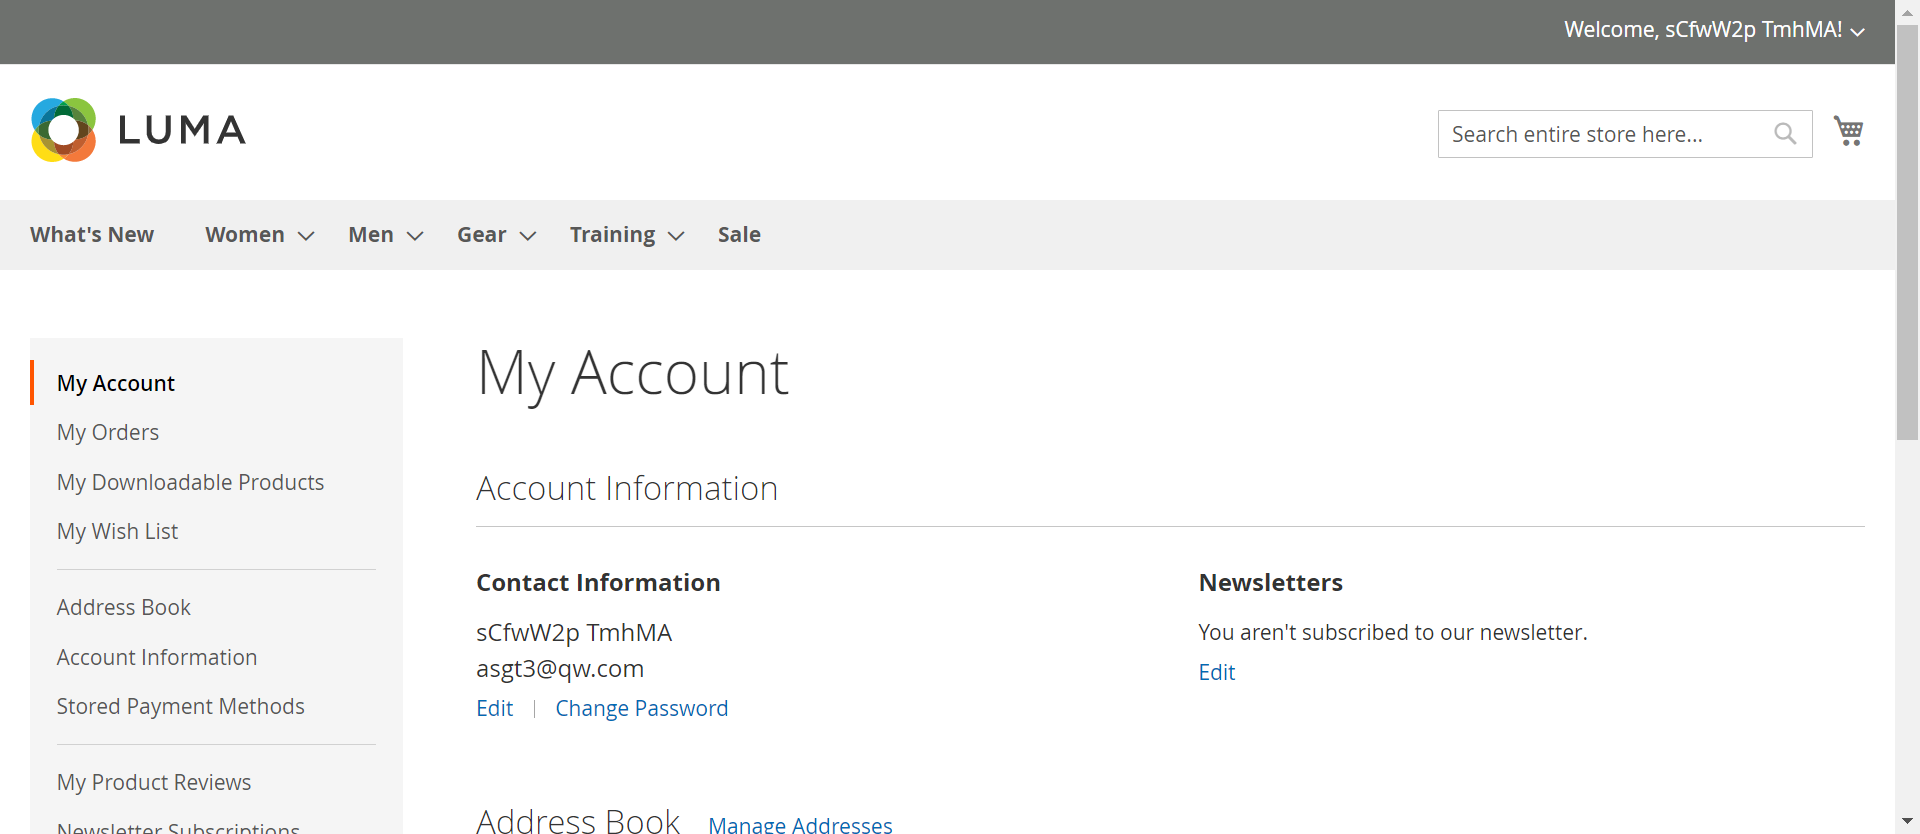 Welcome, sCfwW2p TmhMA!
LUMA
Search entire store here...
What's New Women Men Gear Training Sale
My Account
My Orders
My Downloadable Products
My Wish List
Address Book
Account Information
Stored Payment Methods
My Product Reviews
Newsletter Subscriptions
My Account
Account Information
Contact Information
sCfwW2p TmhMA
asgt3@qw.com
Edit Change Password
Newsletters
You aren't subscribed to our newsletter.
Edit
Address Book Manage Addresses